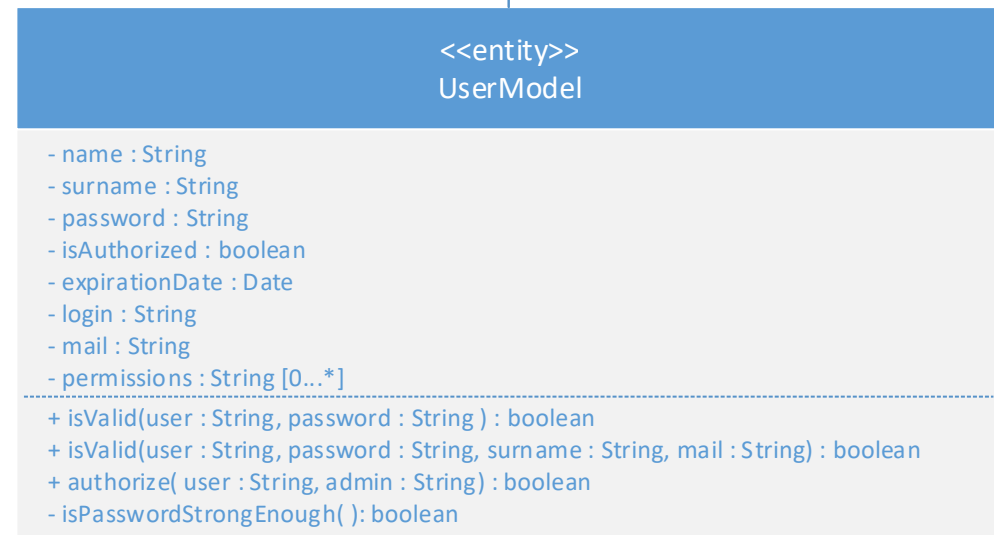 <<entity>>
UserModel
- name : String
- surname : String
- password : String
- isAuthorized : boolean
- expirationDate : Date
- login : String
- mail : String
- permissions : String [0...*]
+ isValid(user : String, password : String ) : boolean
+ isValid(user : String, password : String, surname : String, mail : String) : boolean
+ authorize( user : String, admin : String) : boolean
- isPasswordStrongEnough( ): boolean